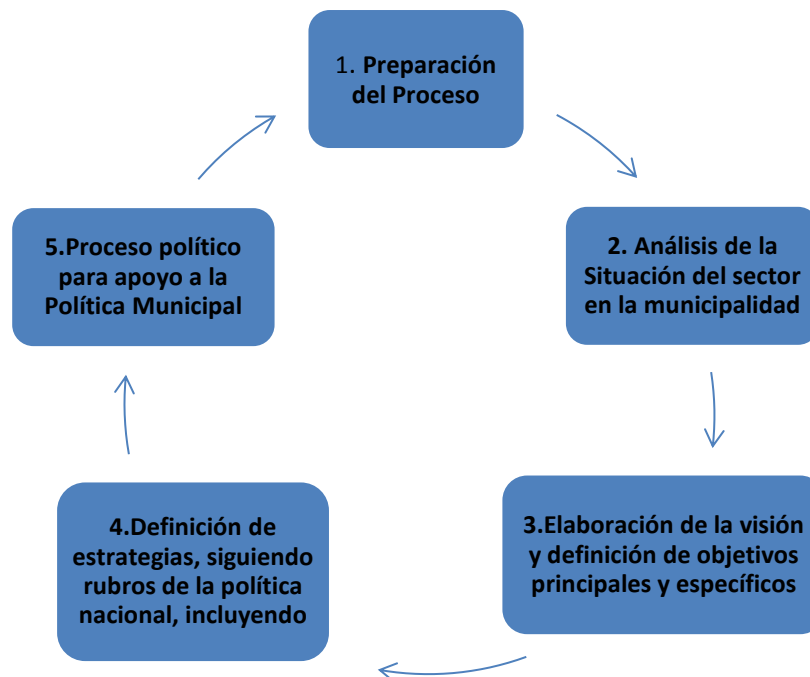 1. Preparación
del Proceso
2. Análisis de la
Situación del sector
en la municipalidad
3.Elaboración de la visión
y definición de objetivos
principales y específicos
4.Definición de
estrategias, siguiendo
rubros de la política
nacional, incluyendo
5.Proceso político
para apoyo a la
Política Municipal